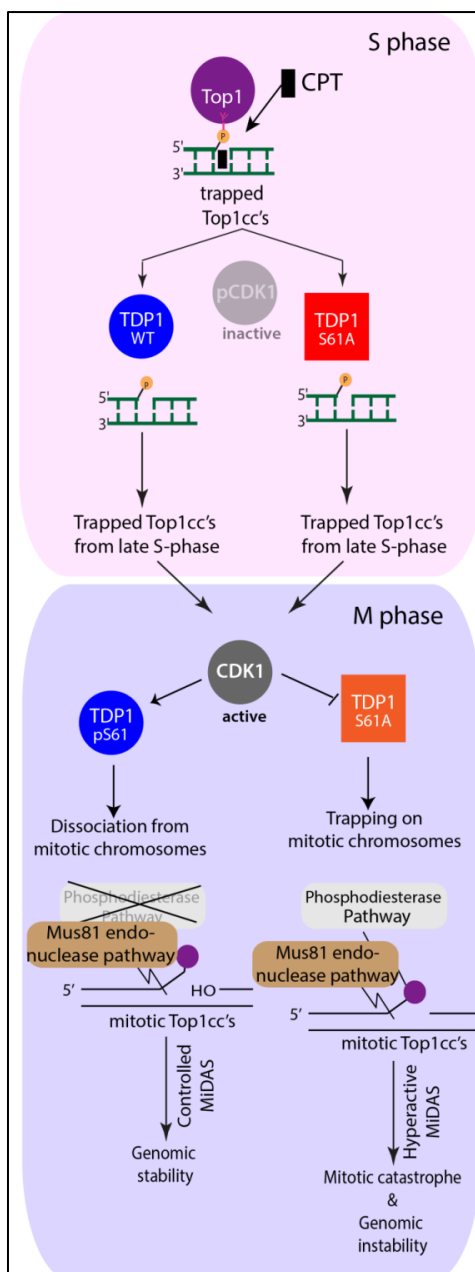 S phase
Top1
Y
CPT
P
5'
3'
trapped
Top1cc's
pCDK1
inactive
TDP1
WT
TDP1
S61A
P
5'
3'
P
5'
3'
Trapped Top1cc's
from late S-phase
Trapped Top1cc's
from late S-phase
M phase
CDK1
active
TDP1
pS61
TDP1
S61A
Dissociation from
mitotic chromosomes
Trapping on
mitotic chromosomes
Phosphodiesterase
Pathway
Mus81 endo-
nuclease pathway
5'
HO
mitotic Top1cc's
Phosphodiesterase
Pathway
Mus81 endo-
nuclease pathway
5'
mitotic Top1cc's
Controlled
MiDAS
Hyperactive
MiDAS
Genomic
stability
Mitotic catastrophe
&
Genomic
instability